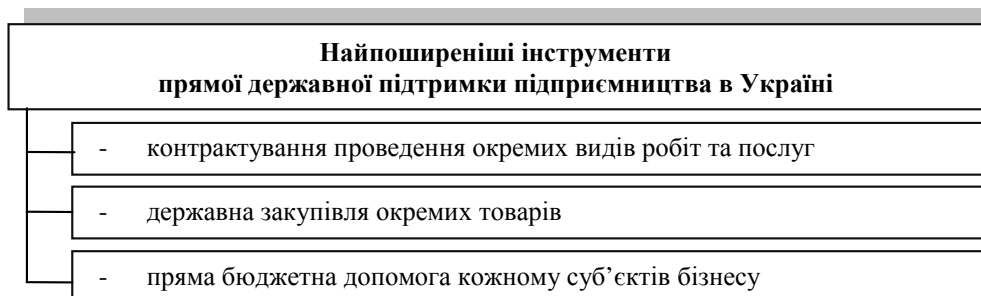 Найпоширеніші інструменти
прямої державної підтримки підприємництва в Україні
- контрактування проведення окремих видів робіт та послуг
- державна закупівля окремих товарів
- пряма бюджетна допомога кожному суб’єктів бізнесу